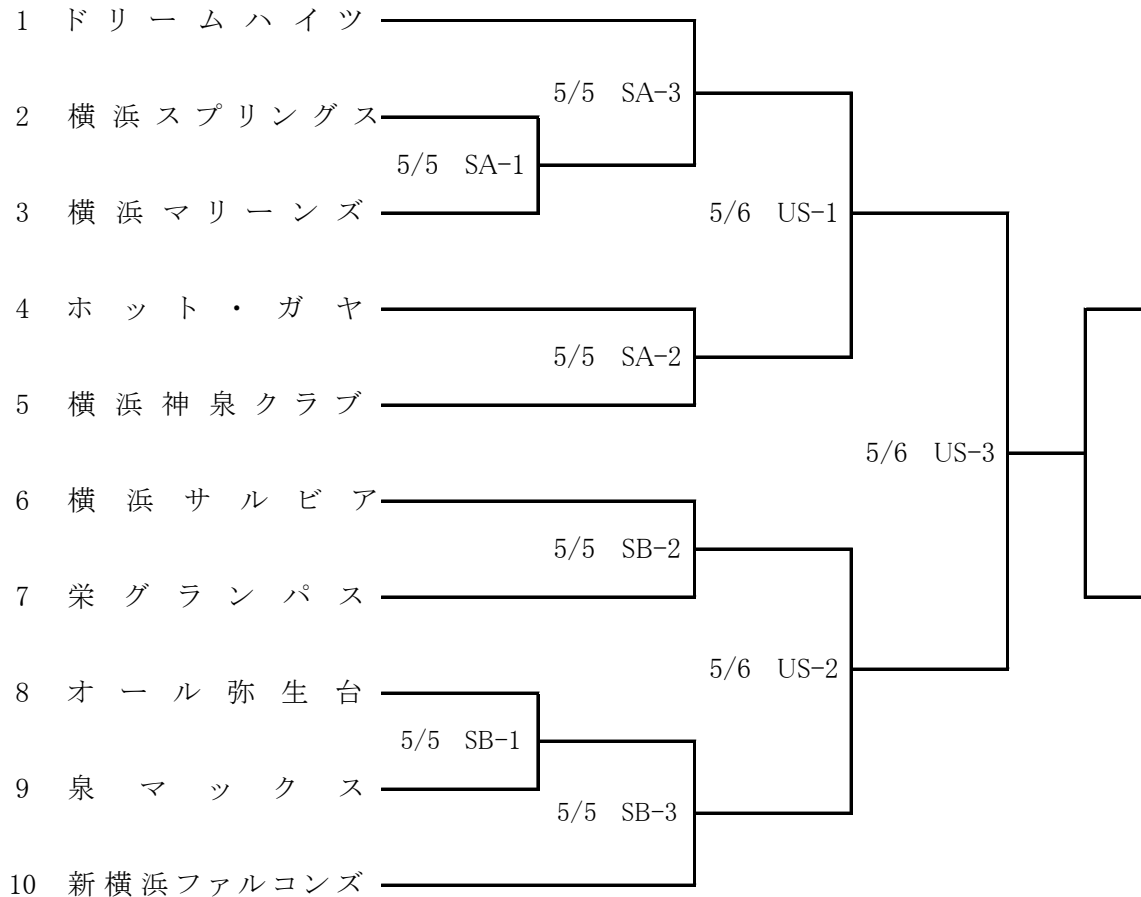 1 ドリームハイツ
5/5 SA-3
2 横浜スプリングス
5/5 SA-1
3 横浜マリーンズ
5/6 US-1
4 ホット・ガヤ
5/5 SA-2
5 横浜神泉クラブ
5/6 US-3
6 横浜サルビア
5/5 SB-2
7 栄グランパス
5/6 US-2
8 オール弥生台
5/5 SB-1
9 泉マックス
5/5 SB-3
10 新横浜ファルコンズ